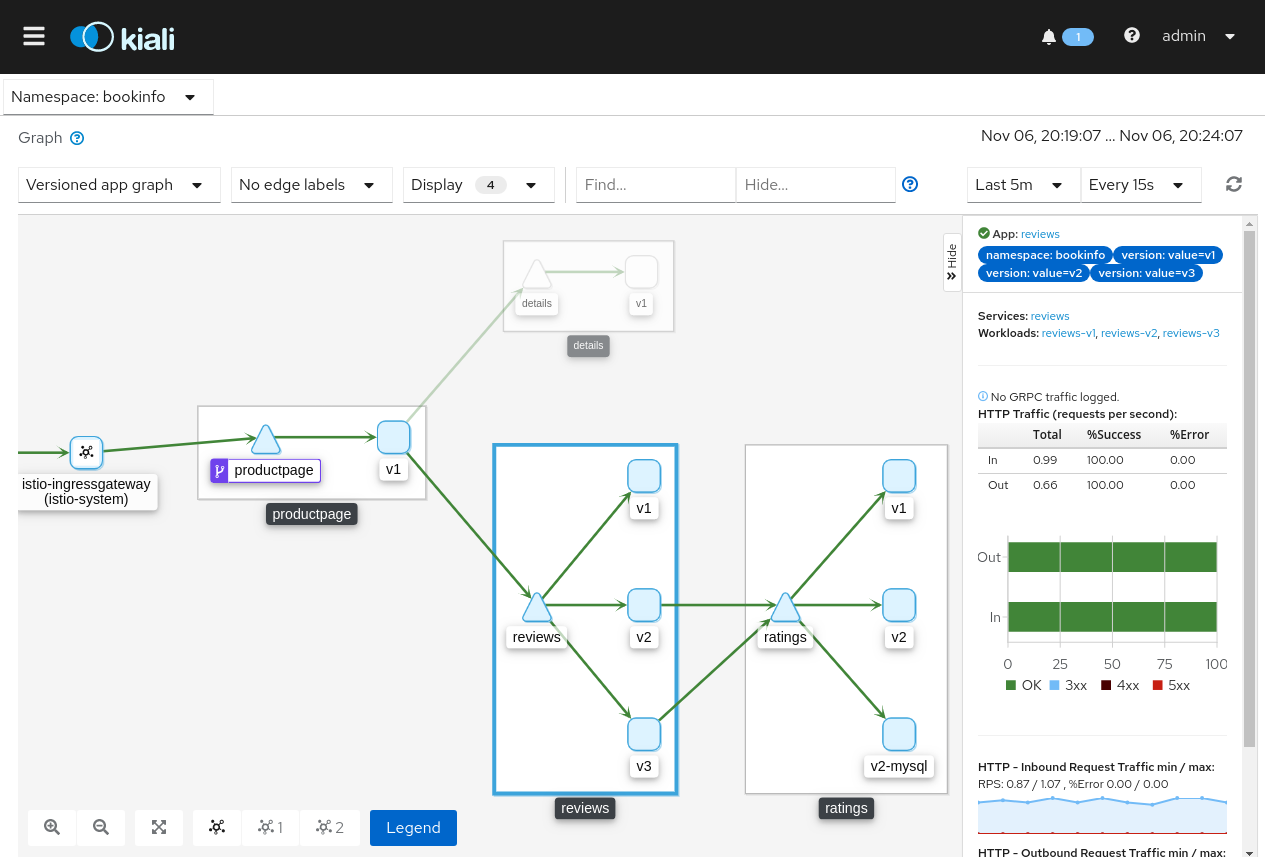 kiali
1
admin
Namespace: bookinfo
Graph
Nov 06, 20:19:07 ... Nov 06, 20:24:07
Versioned app graph
No edge labels
Display 4
Find...
Hide...
Last 5m
Every 15s
Hide
details
v1
details
istio-ingressgateway
(istio-system)
productpage
v1
productpage
v1
reviews
v2
v3
reviews
v1
ratings
v2
v2-mysql
ratings
1
2
Legend
App: reviews
namespace: bookinfo version: value=v1
version: value=v2 version: value=v3
Services: reviews
Workloads: reviews-v1, reviews-v2, reviews-v3
No GRPC traffic logged.
HTTP Traffic (requests per second):
Total %Success %Error
In 0.99 100.00 0.00
Out 0.66 100.00 0.00
Out
In
0 25 50 75 100
OK 3xx 4xx 5xx
HTTP - Inbound Request Traffic min / max:
RPS: 0.87 / 1.07 , %Error 0.00 / 0.00
HTTP - Outbound Request Traffic min / max: